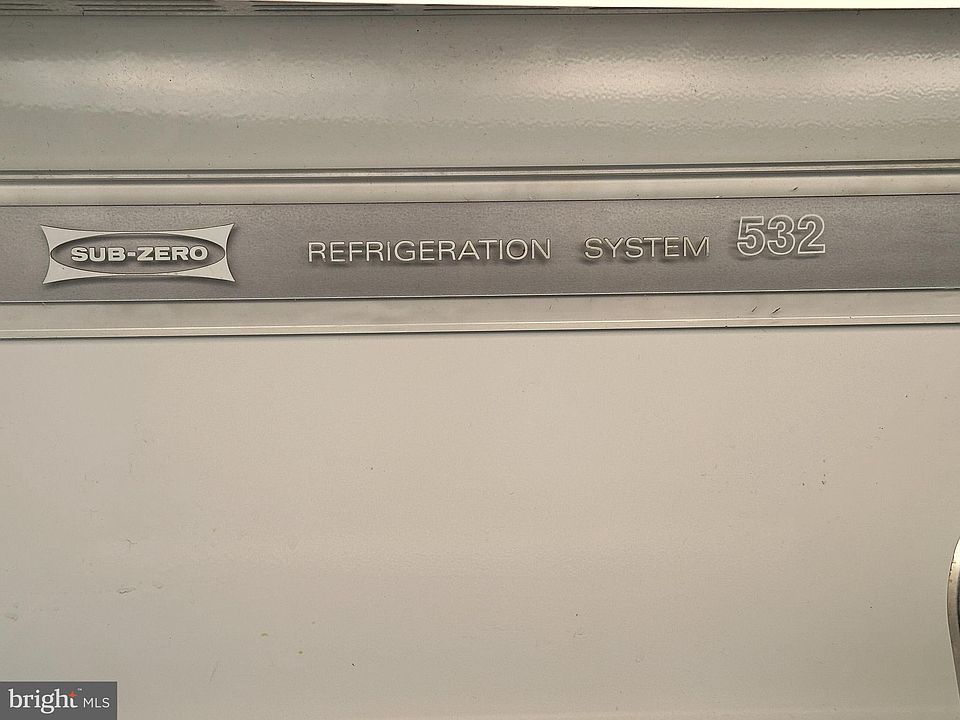 SUB-ZERO REFRIGERATION SYSTEM 532
bright MLS